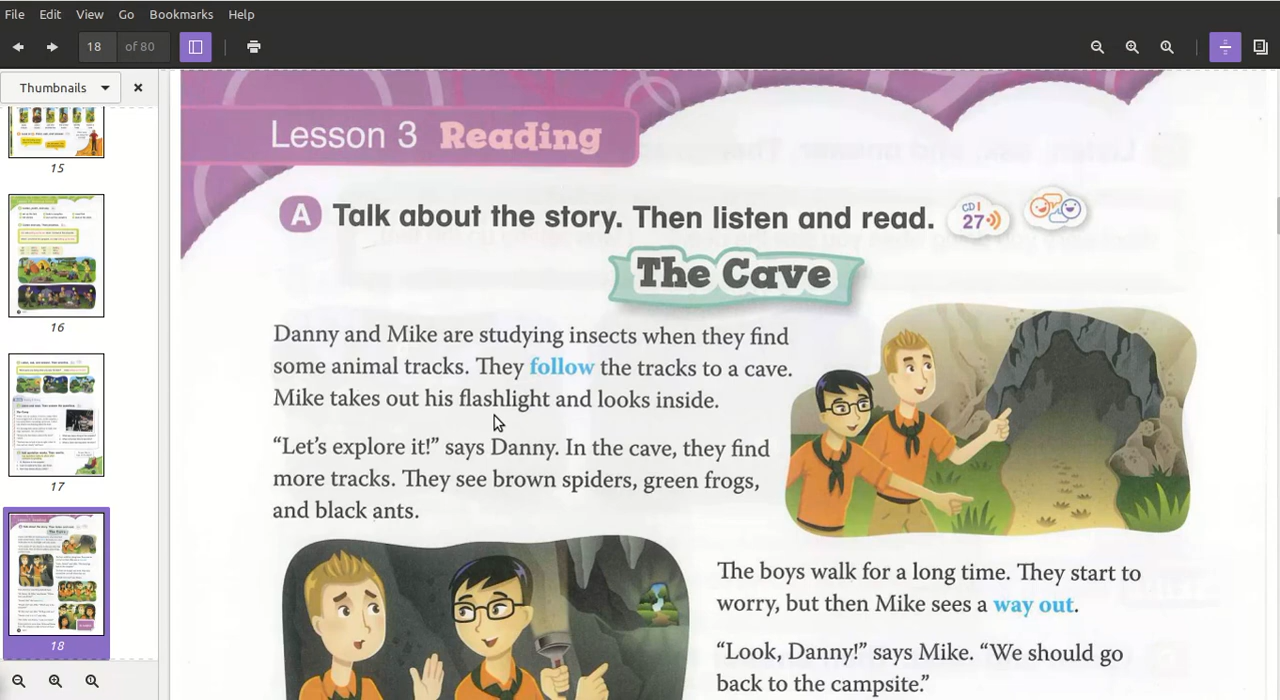 File Edit View Go Bookmarks Help
18 of 80
Thumbnails
15
16
17
18
Lesson 3 Reading
A Talk about the story. Then listen and read. CD1 27
The Cave
Danny and Mike are studying insects when they find
some animal tracks. They follow the tracks to a cave.
Mike takes out his flashlight and looks inside.
“Let’s explore it!” says Danny. In the cave, they find
more tracks. They see brown spiders, green frogs,
and black ants.
The boys walk for a long time. They start to
worry, but then Mike sees a way out.
“Look, Danny!” says Mike. “We should go
back to the campsite.”